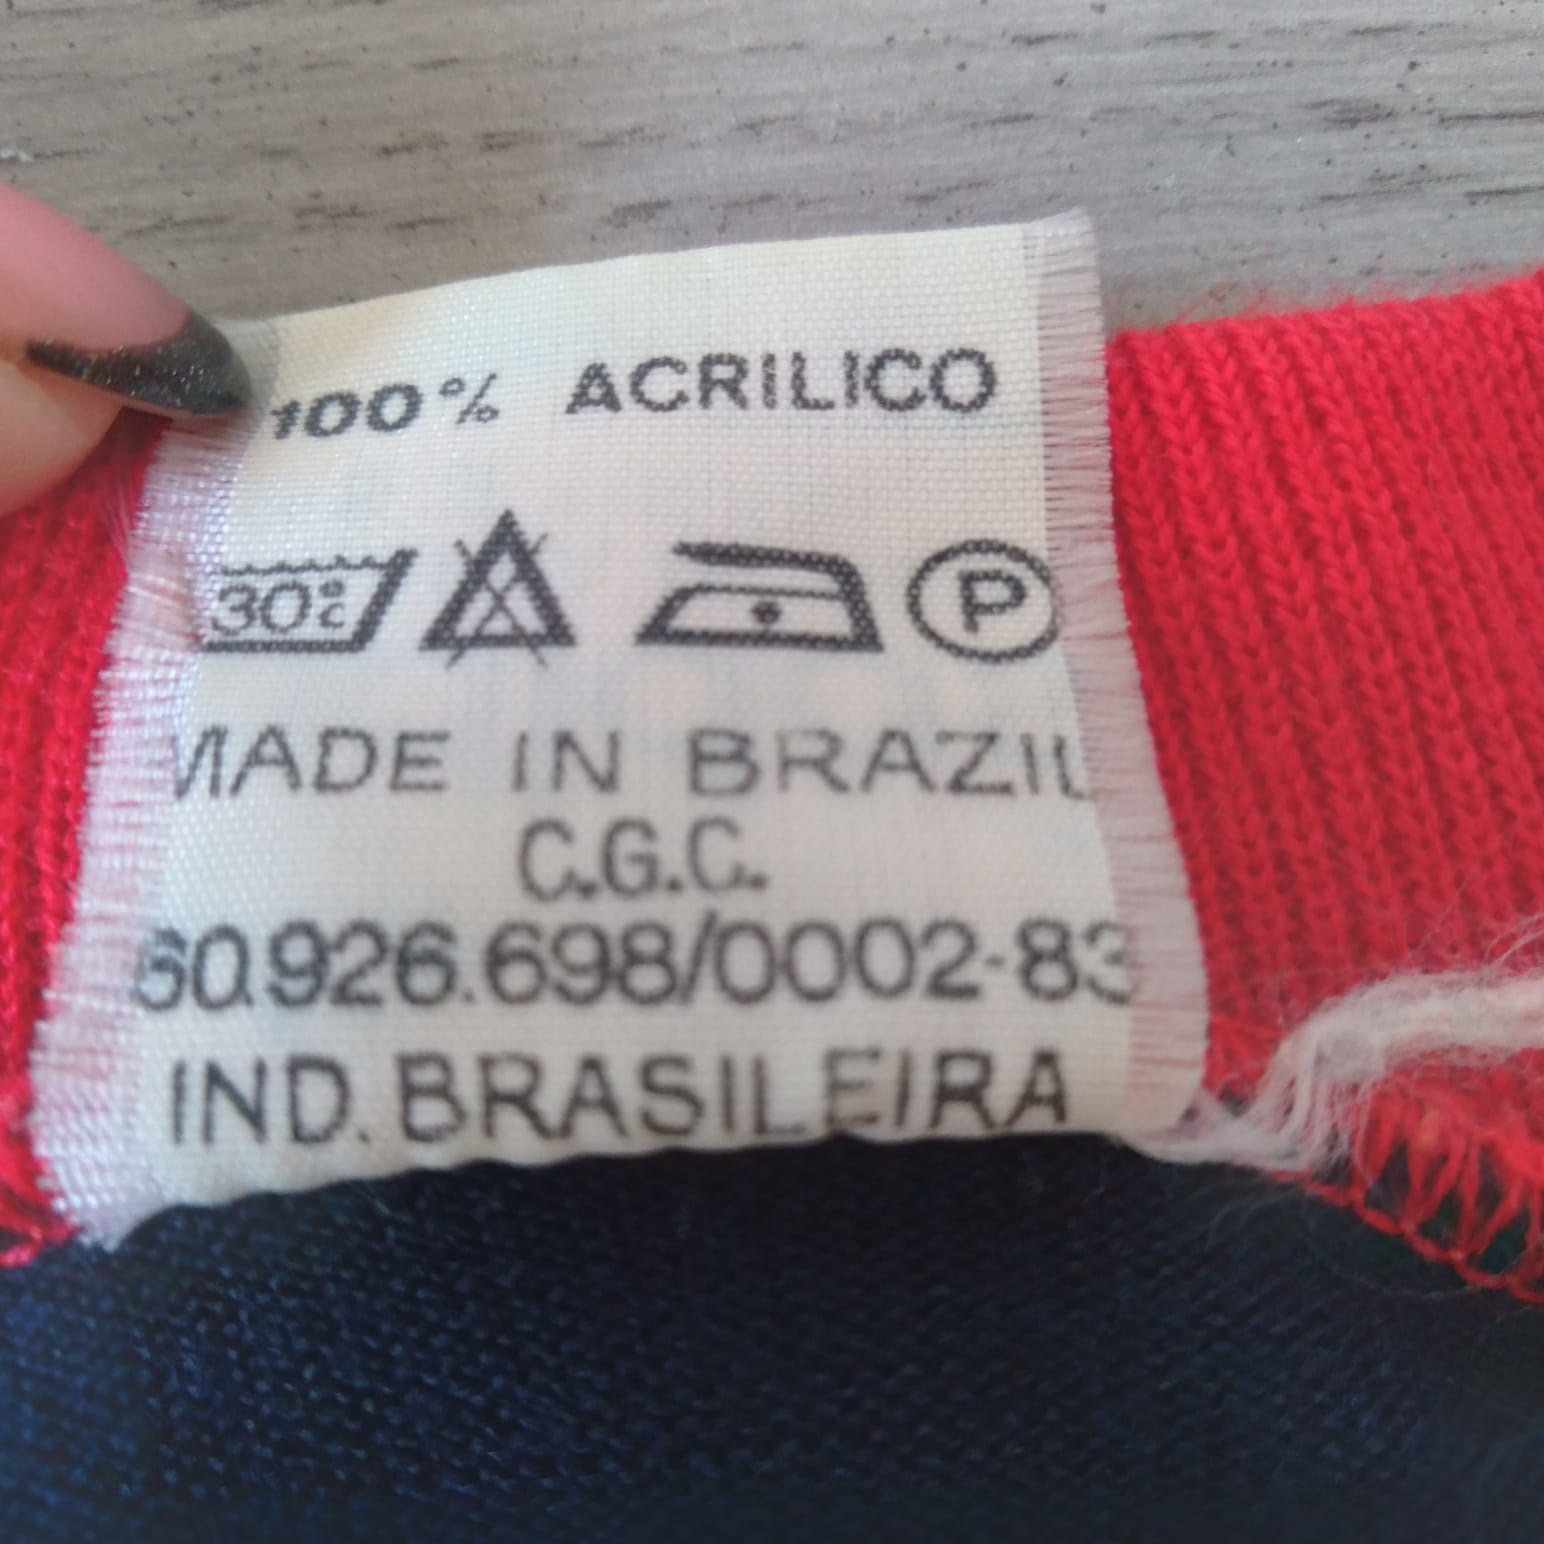 100% ACRILICO
30°C P
MADE IN BRAZIL
C.G.C.
60.926.698/0002-83
IND. BRASILEIRA